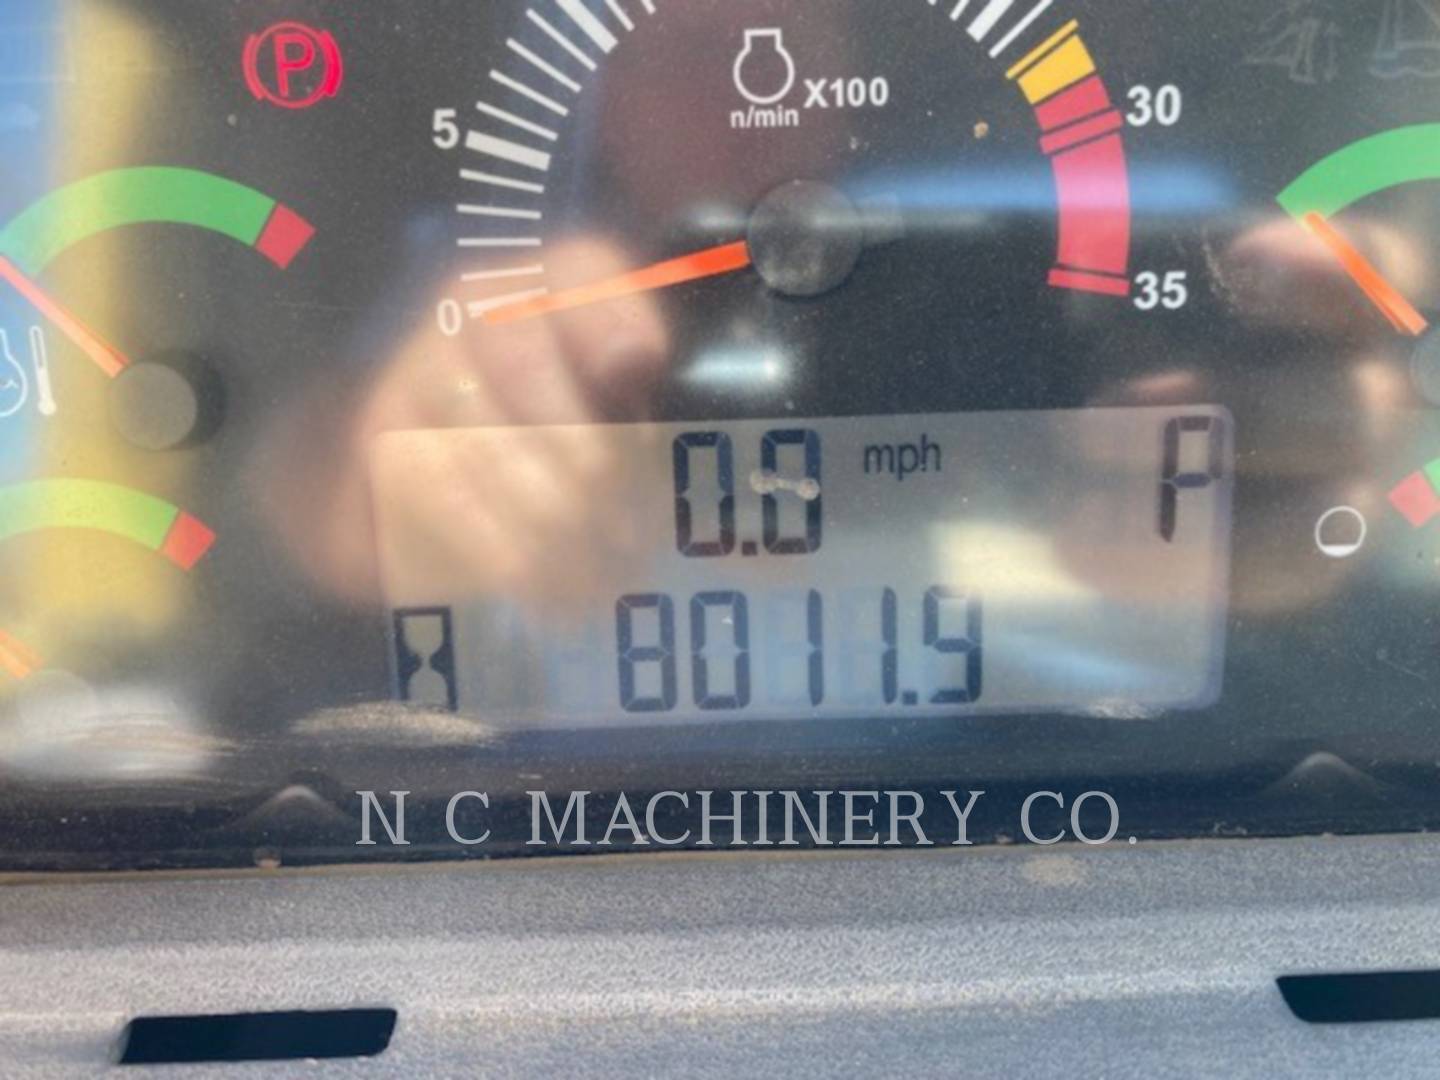 P
X100
n/min
5
30
0
35
0.0 mph P
8011.9
N C MACHINERY CO.